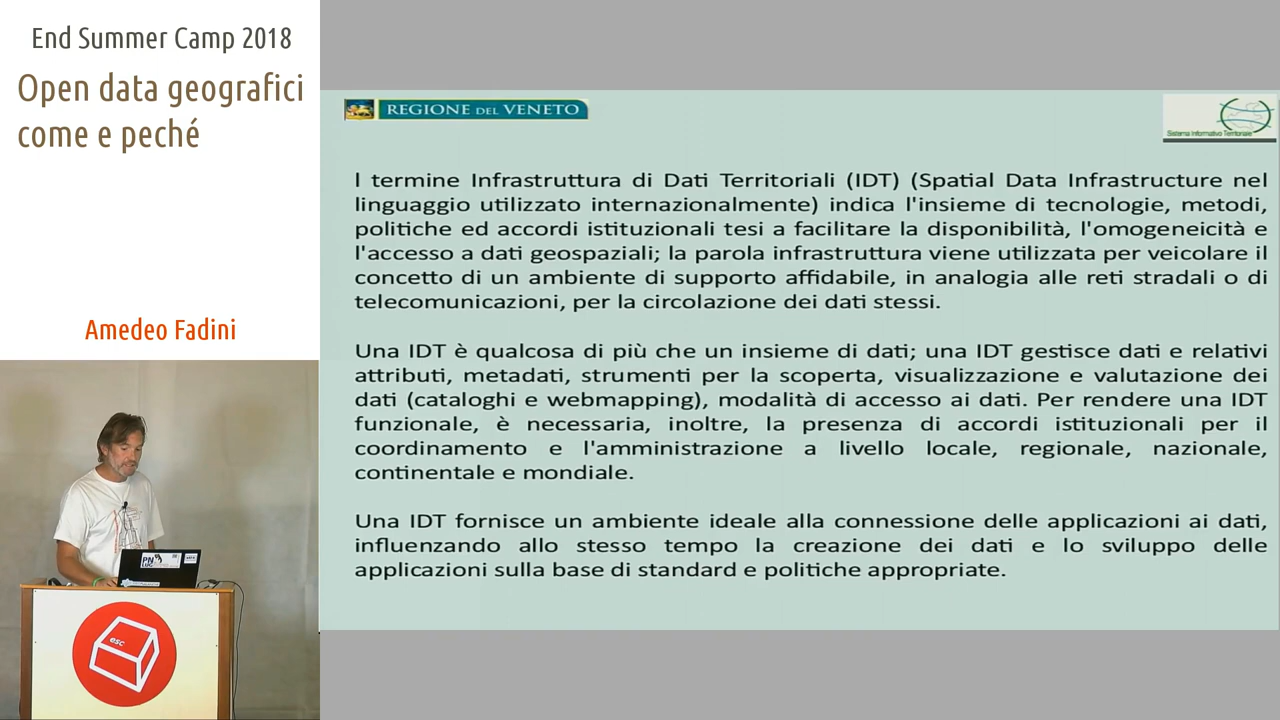 End Summer Camp 2018
Open data geografici
come e peché
Amedeo Fadini
REGIONE DEL VENETO
Sistema Informativo Territoriale
l termine Infrastruttura di Dati Territoriali (IDT) (Spatial Data Infrastructure nel
linguaggio utilizzato internazionalmente) indica l'insieme di tecnologie, metodi,
politiche ed accordi istituzionali tesi a facilitare la disponibilità, l'omogeneicità e
l'accesso a dati geospaziali; la parola infrastruttura viene utilizzata per veicolare il
concetto di un ambiente di supporto affidabile, in analogia alle reti stradali o di
telecomunicazioni, per la circolazione dei dati stessi.
Una IDT è qualcosa di più che un insieme di dati; una IDT gestisce dati e relativi
attributi, metadati, strumenti per la scoperta, visualizzazione e valutazione dei
dati (cataloghi e webmapping), modalità di accesso ai dati. Per rendere una IDT
funzionale, è necessaria, inoltre, la presenza di accordi istituzionali per il
coordinamento e l'amministrazione a livello locale, regionale, nazionale,
continentale e mondiale.
Una IDT fornisce un ambiente ideale alla connessione delle applicazioni ai dati,
influenzando allo stesso tempo la creazione dei dati e lo sviluppo delle
applicazioni sulla base di standard e politiche appropriate.
esc